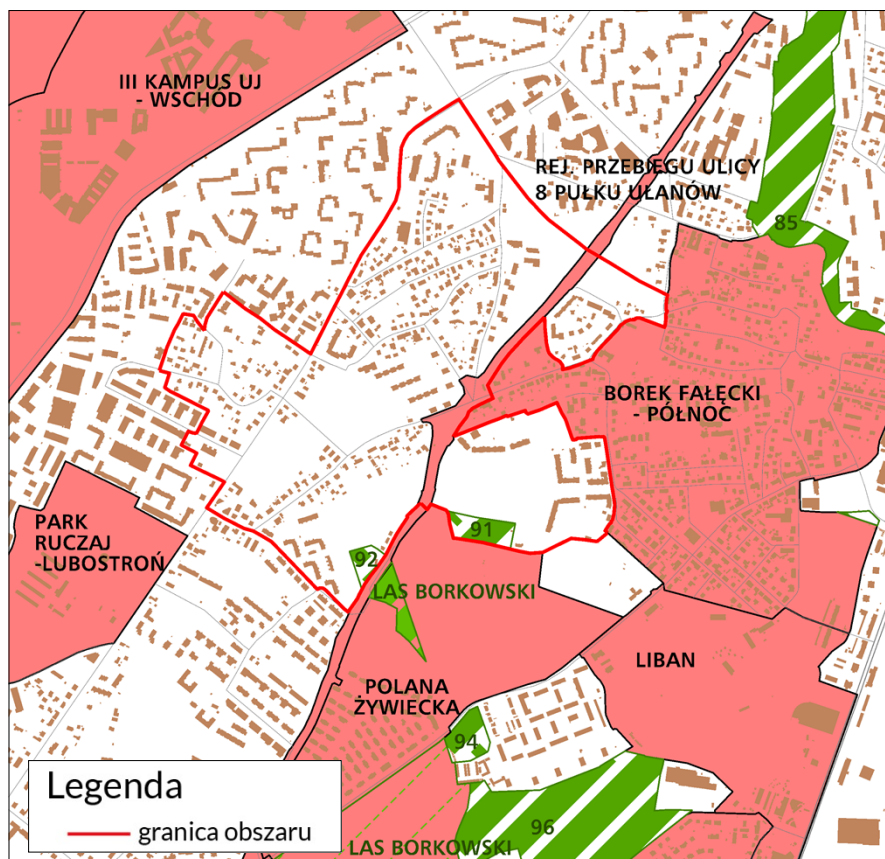 III KAMPUS UJ
- WSCHÓD
REJ. PRZEBIEGU ULICY
8 PUŁKU UŁANÓW
85
BOREK FAŁĘCKI
- PÓŁNOC
PARK
RUCZAJ
-LUBOSTROŃ
91
92
LAS BORKOWSKI
LIBAN
POLANA
ŻYWIECKA
94
96
LAS BORKOWSKI
Legenda
granica obszaru